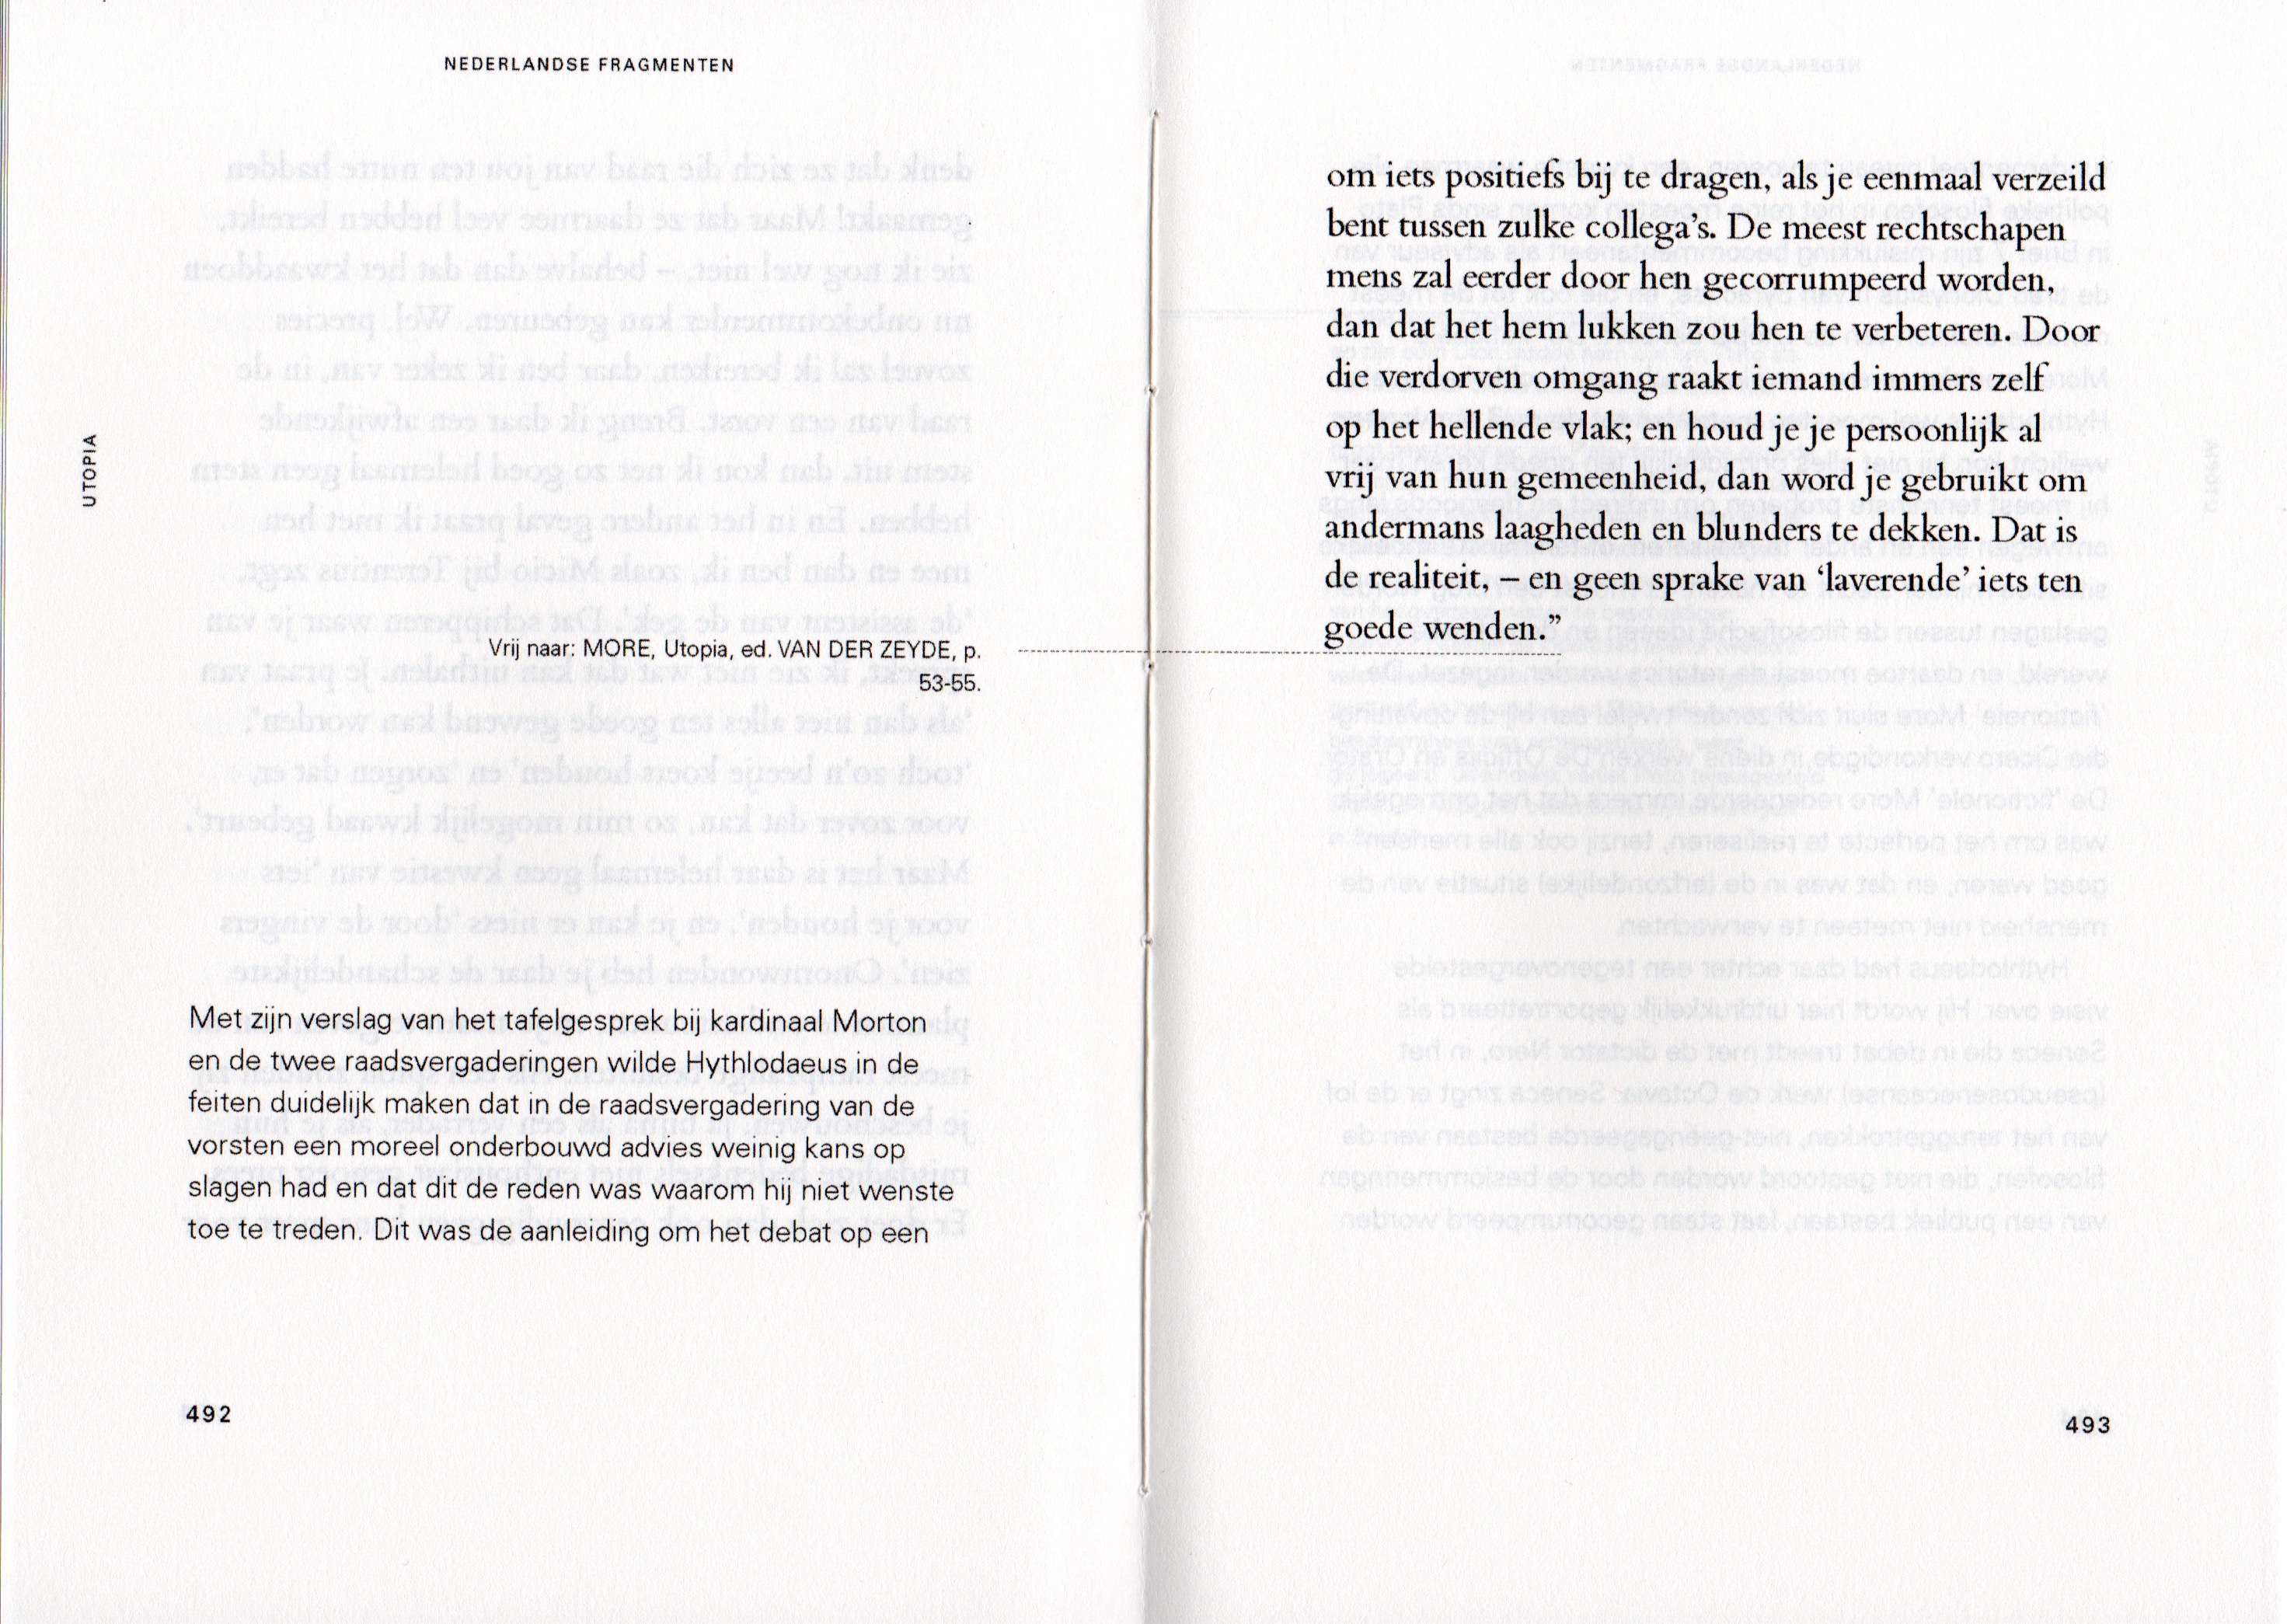 NEDERLANDSE FRAGMENTEN
UTOPIA
Vrij naar: MORE, Utopia, ed. VAN DER ZEYDE, p.
53-55.
Met zijn verslag van het tafelgesprek bij kardinaal Morton
en de twee raadsvergaderingen wilde Hythlodaeus in de
feiten duidelijk maken dat in de raadsvergadering van de
vorsten een moreel onderbouwd advies weinig kans op
slagen had en dat dit de reden was waarom hij niet wenste
toe te treden. Dit was de aanleiding om het debat op een
492
om iets positiefs bij te dragen, als je eenmaal verzeild
bent tussen zulke collega’s. De meest rechtschapen
mens zal eerder door hen gecorrumpeerd worden,
dan dat het hem lukken zou hen te verbeteren. Door
die verdorven omgang raakt iemand immers zelf
op het hellende vlak; en houd je je persoonlijk al
vrij van hun gemeenheid, dan word je gebruikt om
andermans laagheden en blunders te dekken. Dat is
de realiteit, – en geen sprake van ‘laverende’ iets ten
goede wenden.”
493